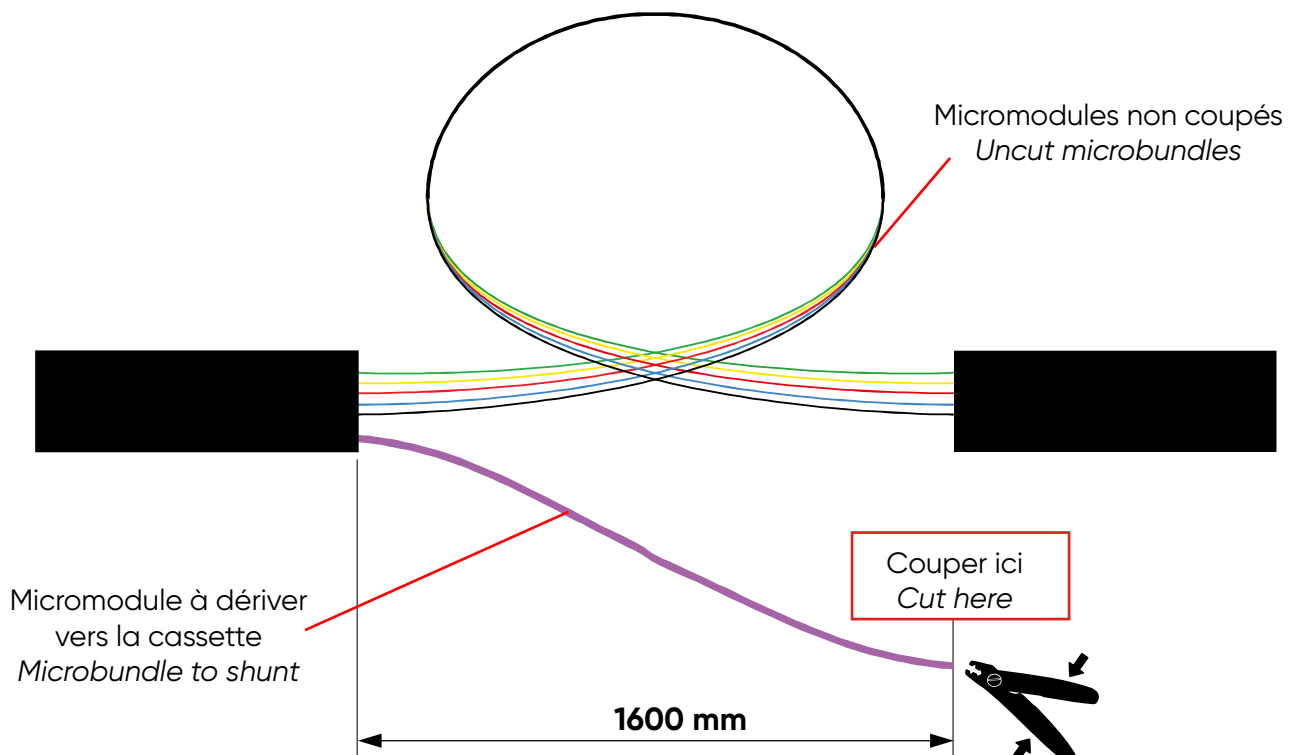 Micromodules non coupés
Uncut microbundles
Couper ici
Cut here
Micromodule à dériver
vers la cassette
Microbundle to shunt
1600 mm